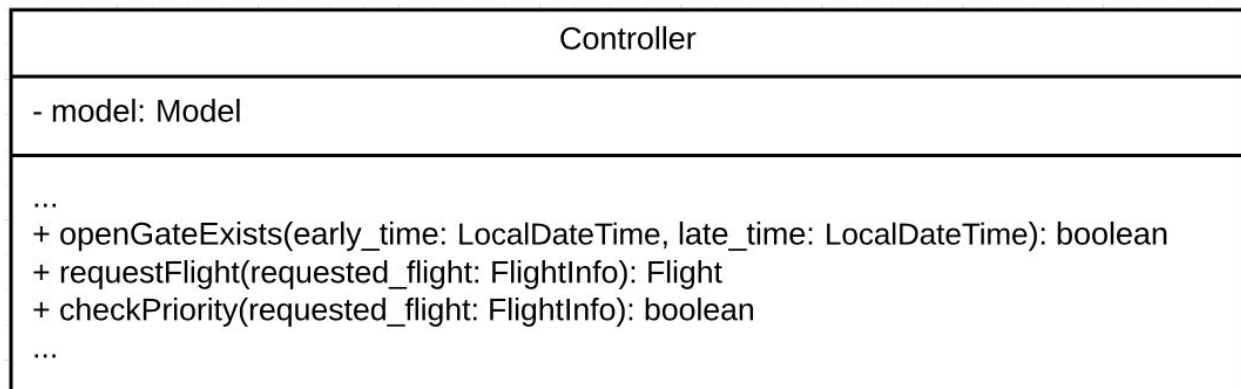 Controller
- model: Model
...
+ openGateExists(early_time: LocalDateTime, late_time: LocalDateTime): boolean
+ requestFlight(requested_flight: FlightInfo): Flight
+ checkPriority(requested_flight: FlightInfo): boolean
...